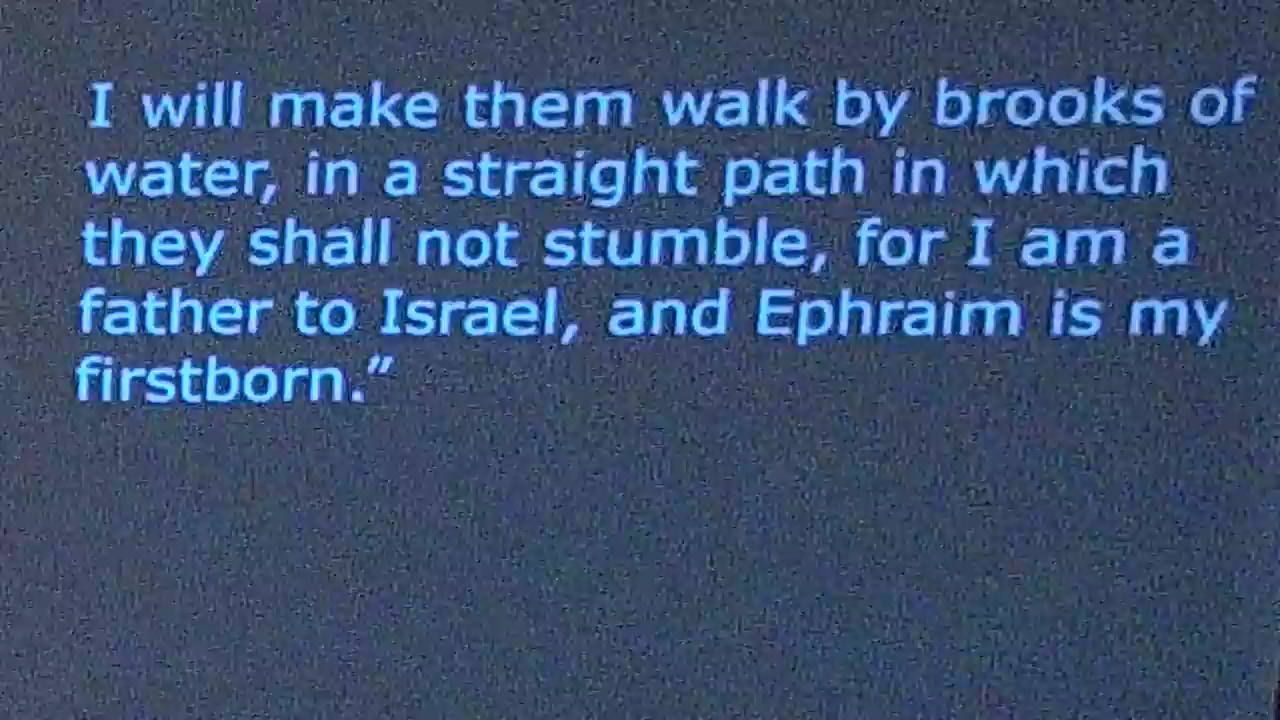 I will make them walk by brooks of
water, in a straight path in which
they shall not stumble, for I am a
father to Israel, and Ephraim is my
firstborn.”